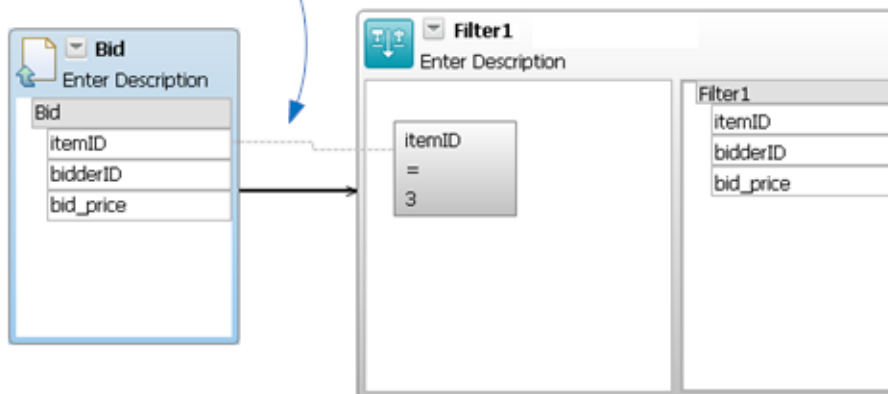 Bid
Enter Description
Bid
itemID
bidderID
bid_price
Filter1
Enter Description
itemID
=
3
Filter1
itemID
bidderID
bid_price